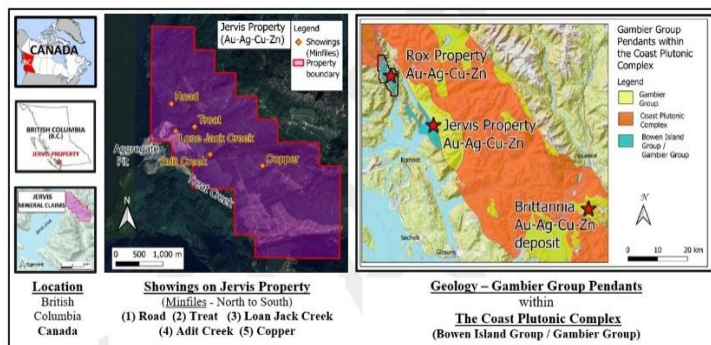 CANADA
B.C.
BRITISH COLUMBIA
(B.C.)
JERVIS PROPERTY
JERVIS
MINERAL CLAIMS
Egmont
Location
British
Columbia
Canada
Jervis Property
(Au-Ag-Cu-Zn)
Legend
Showings
(Minfiles)
Property
boundary
Road
Treat
Lone Jack Creek
Aggregate
Pit
Adit Creek
Copper
Treat Creek
N
0 500 1,000 m
Showings on Jervis Property
(Minfiles - North to South)
(1) Road (2) Treat (3) Loan Jack Creek
(4) Adit Creek (5) Copper
Rox Property
Au-Ag-Cu-Zn
Jervis Property
Au-Ag-Cu-Zn
Egmont
Squamish
Brittannia
Au-Ag-Cu-Zn
deposit
Sechelt
Gibsons
Gambier Group
Pendants within
the Coast Plutonic
Complex
Legend
Gambier
Group
Coast Plutonic
Complex
Bowen Island
Group /
Gambier Group
N
0 10 20 km
Geology – Gambier Group Pendants
within
The Coast Plutonic Complex
(Bowen Island Group / Gambier Group)